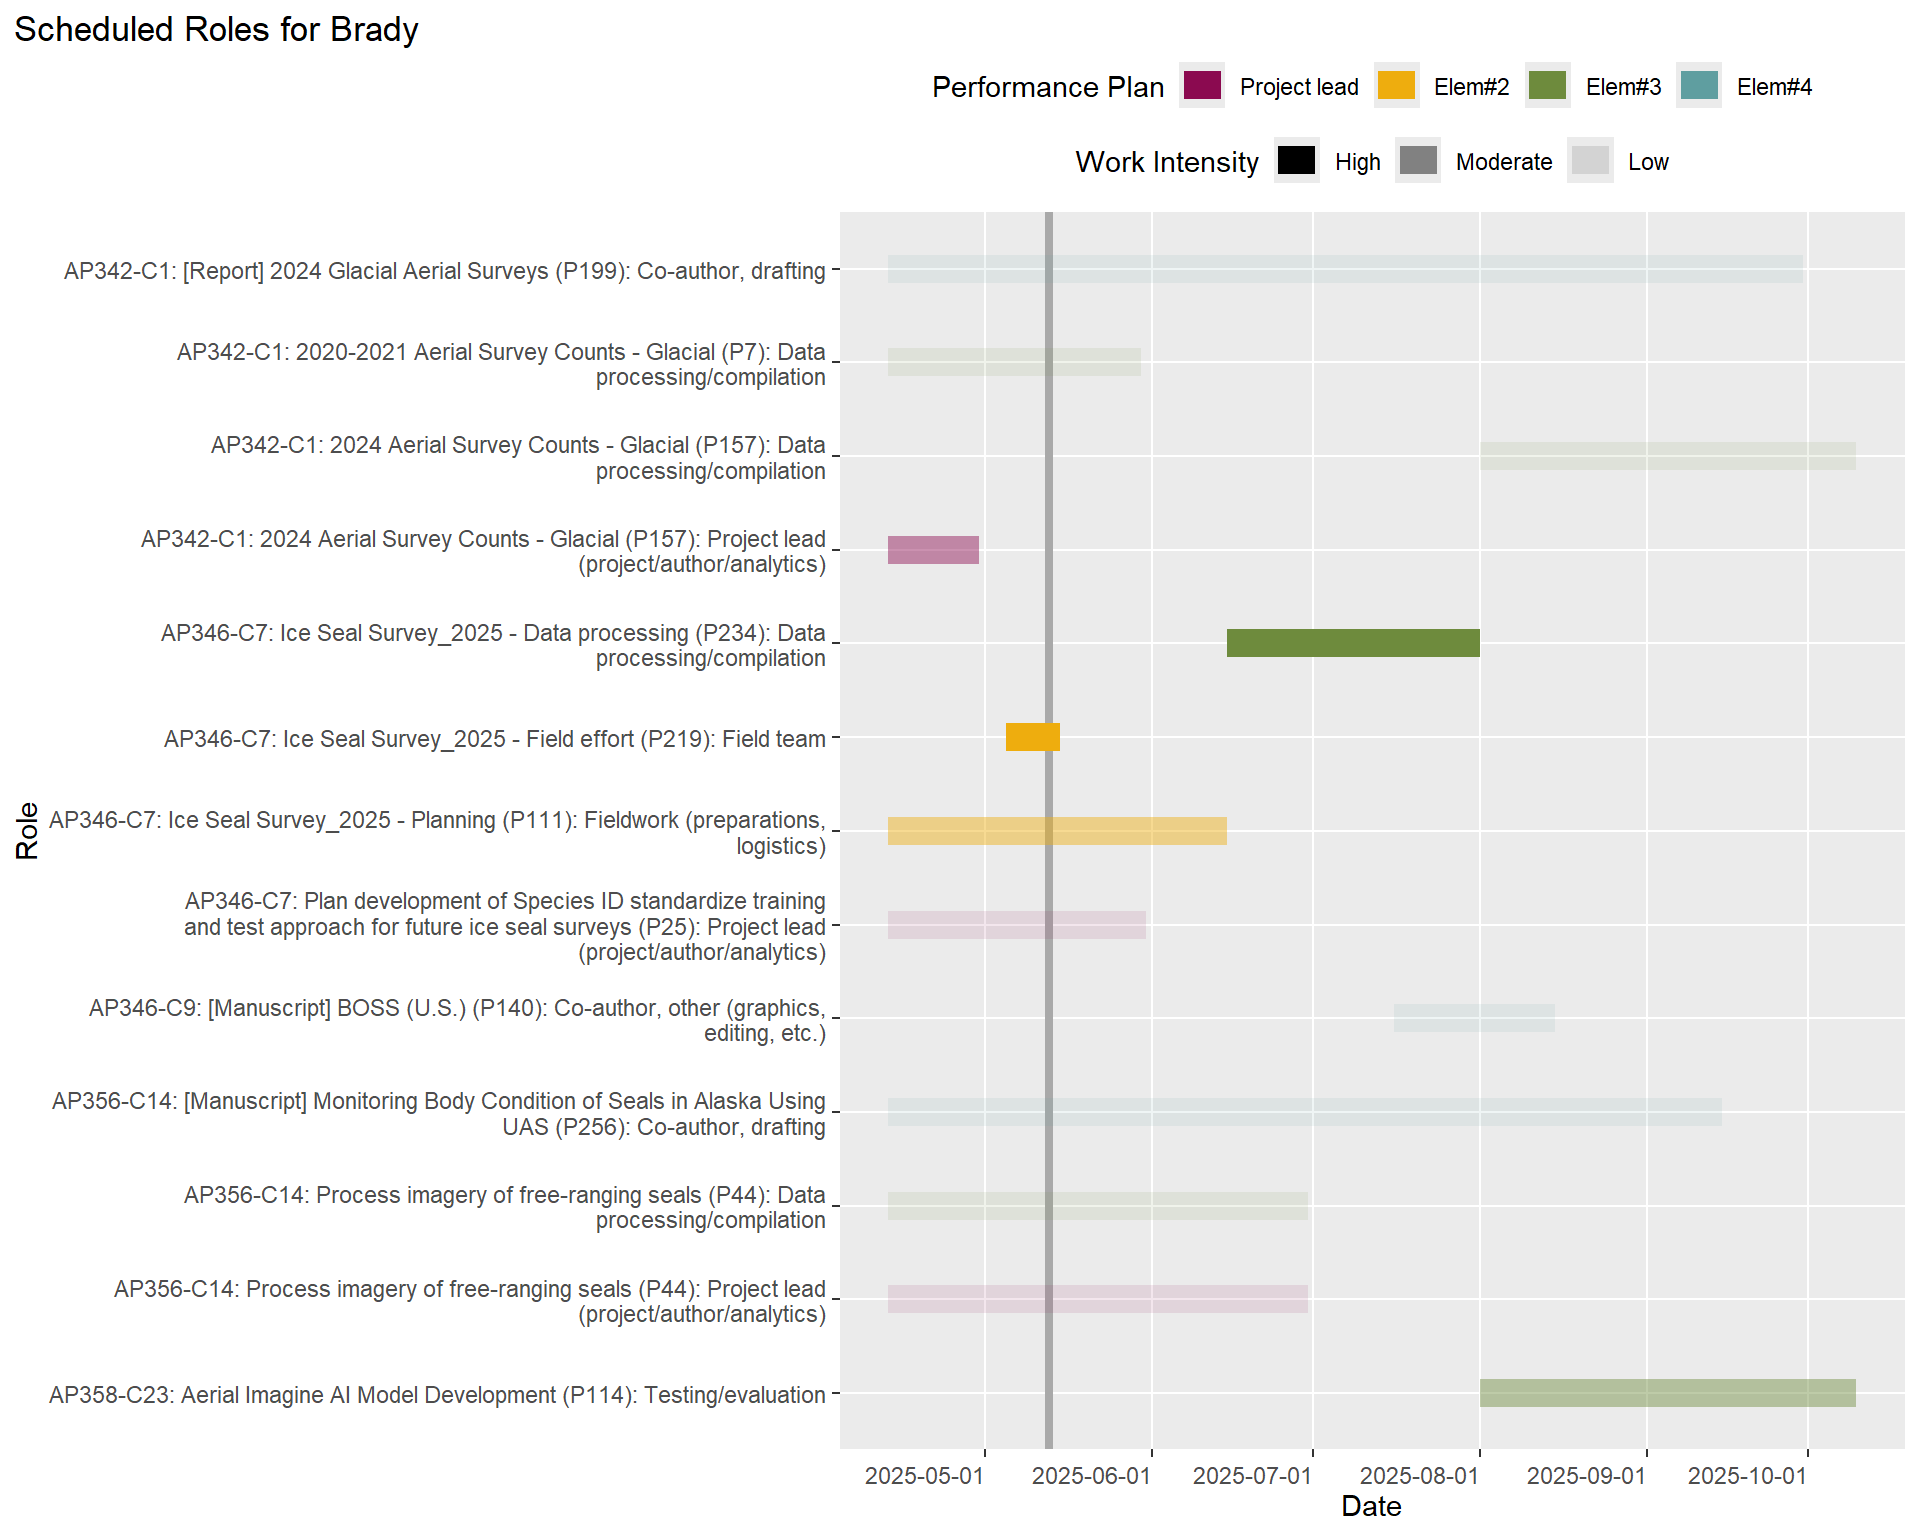 Scheduled Roles for Brady
Performance Plan Project lead Elem#2 Elem#3 Elem#4
Work Intensity High Moderate Low
AP342-C1: [Report] 2024 Glacial Aerial Surveys (P199): Co-author, drafting
AP342-C1: 2020-2021 Aerial Survey Counts - Glacial (P7): Data
processing/compilation
AP342-C1: 2024 Aerial Survey Counts - Glacial (P157): Data
processing/compilation
AP342-C1: 2024 Aerial Survey Counts - Glacial (P157): Project lead
(project/author/analytics)
AP346-C7: Ice Seal Survey_2025 - Data processing (P234): Data
processing/compilation
AP346-C7: Ice Seal Survey_2025 - Field effort (P219): Field team
Role
AP346-C7: Ice Seal Survey_2025 - Planning (P111): Fieldwork (preparations,
logistics)
AP346-C7: Plan development of Species ID standardize training
and test approach for future ice seal surveys (P25): Project lead
(project/author/analytics)
AP346-C9: [Manuscript] BOSS (U.S.) (P140): Co-author, other (graphics,
editing, etc.)
AP356-C14: [Manuscript] Monitoring Body Condition of Seals in Alaska Using
UAS (P256): Co-author, drafting
AP356-C14: Process imagery of free-ranging seals (P44): Data
processing/compilation
AP356-C14: Process imagery of free-ranging seals (P44): Project lead
(project/author/analytics)
AP358-C23: Aerial Imagine AI Model Development (P114): Testing/evaluation
2025-05-01 2025-06-01 2025-07-01 2025-08-01 2025-09-01 2025-10-01
Date